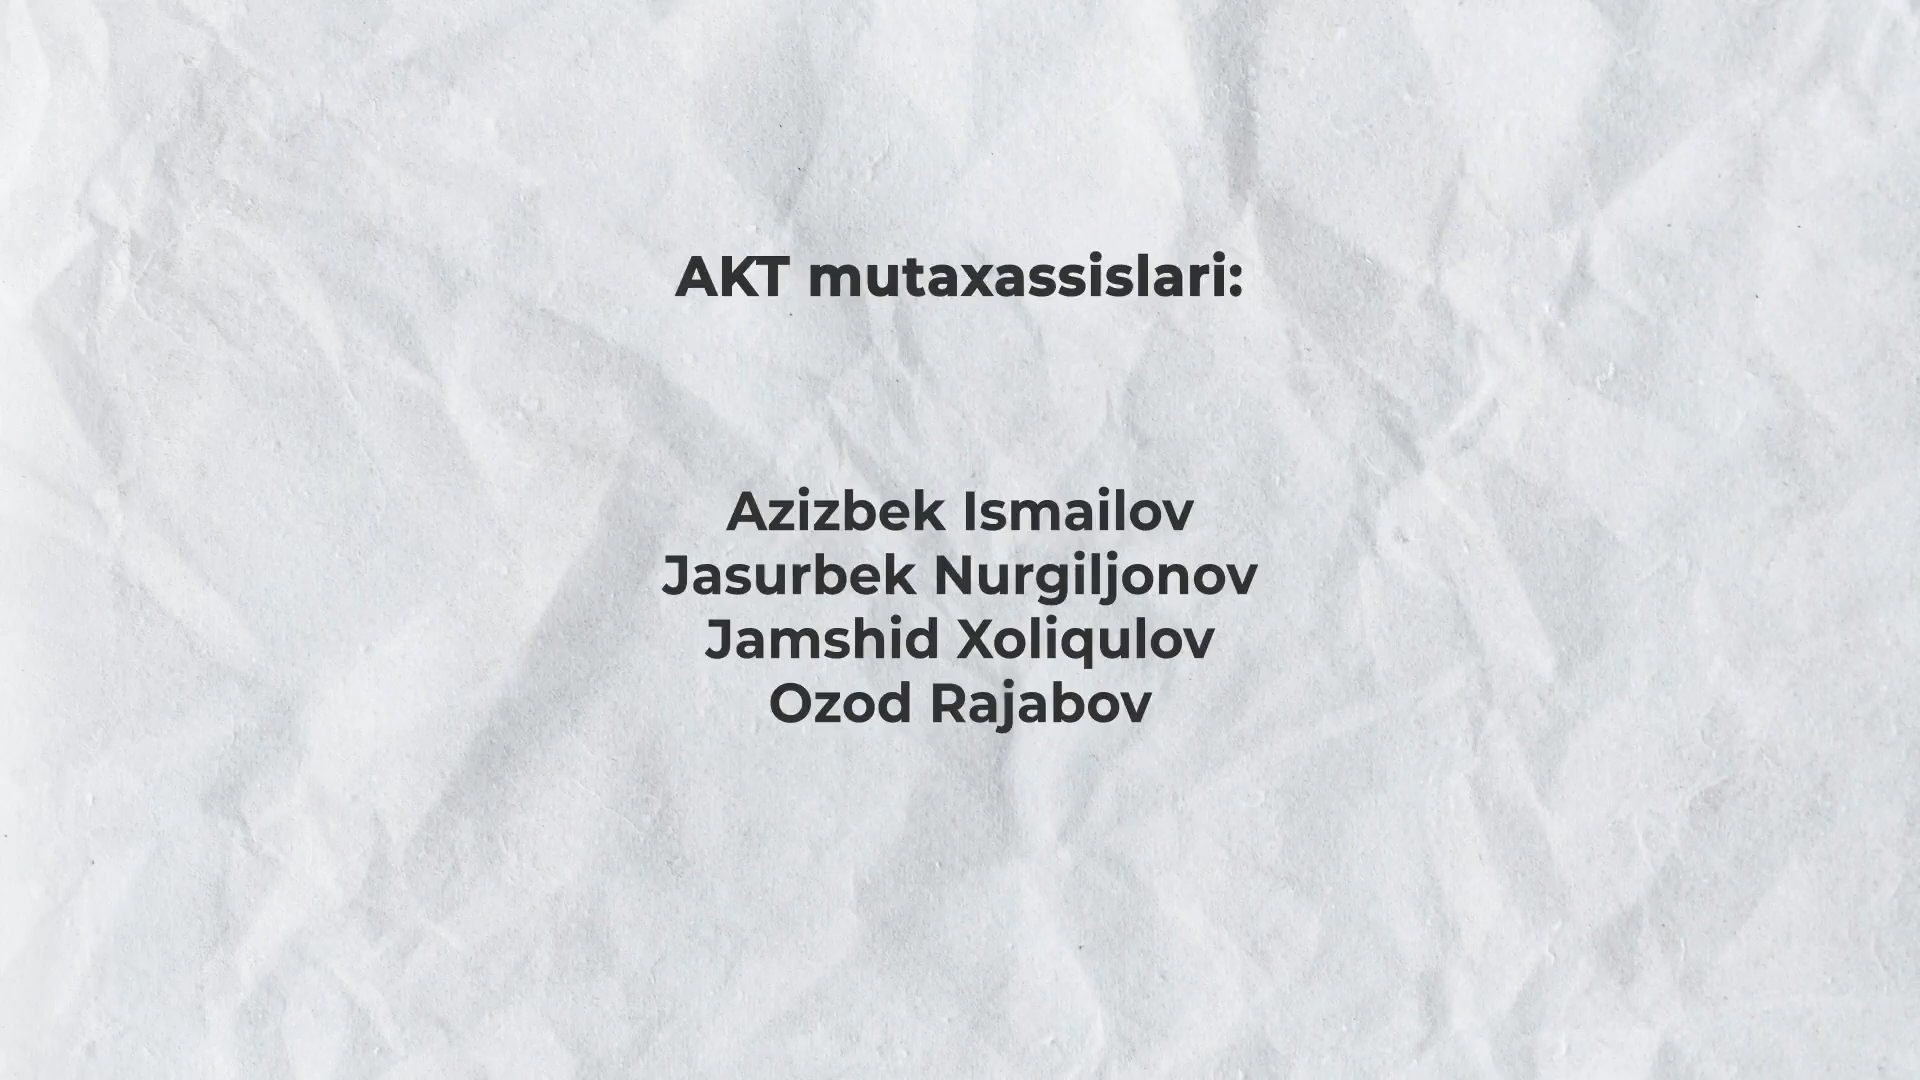 AKT mutaxassislari:
Azizbek Ismailov
Jasurbek Nurgiljonov
Jamshid Xoliqulov
Ozod Rajabov